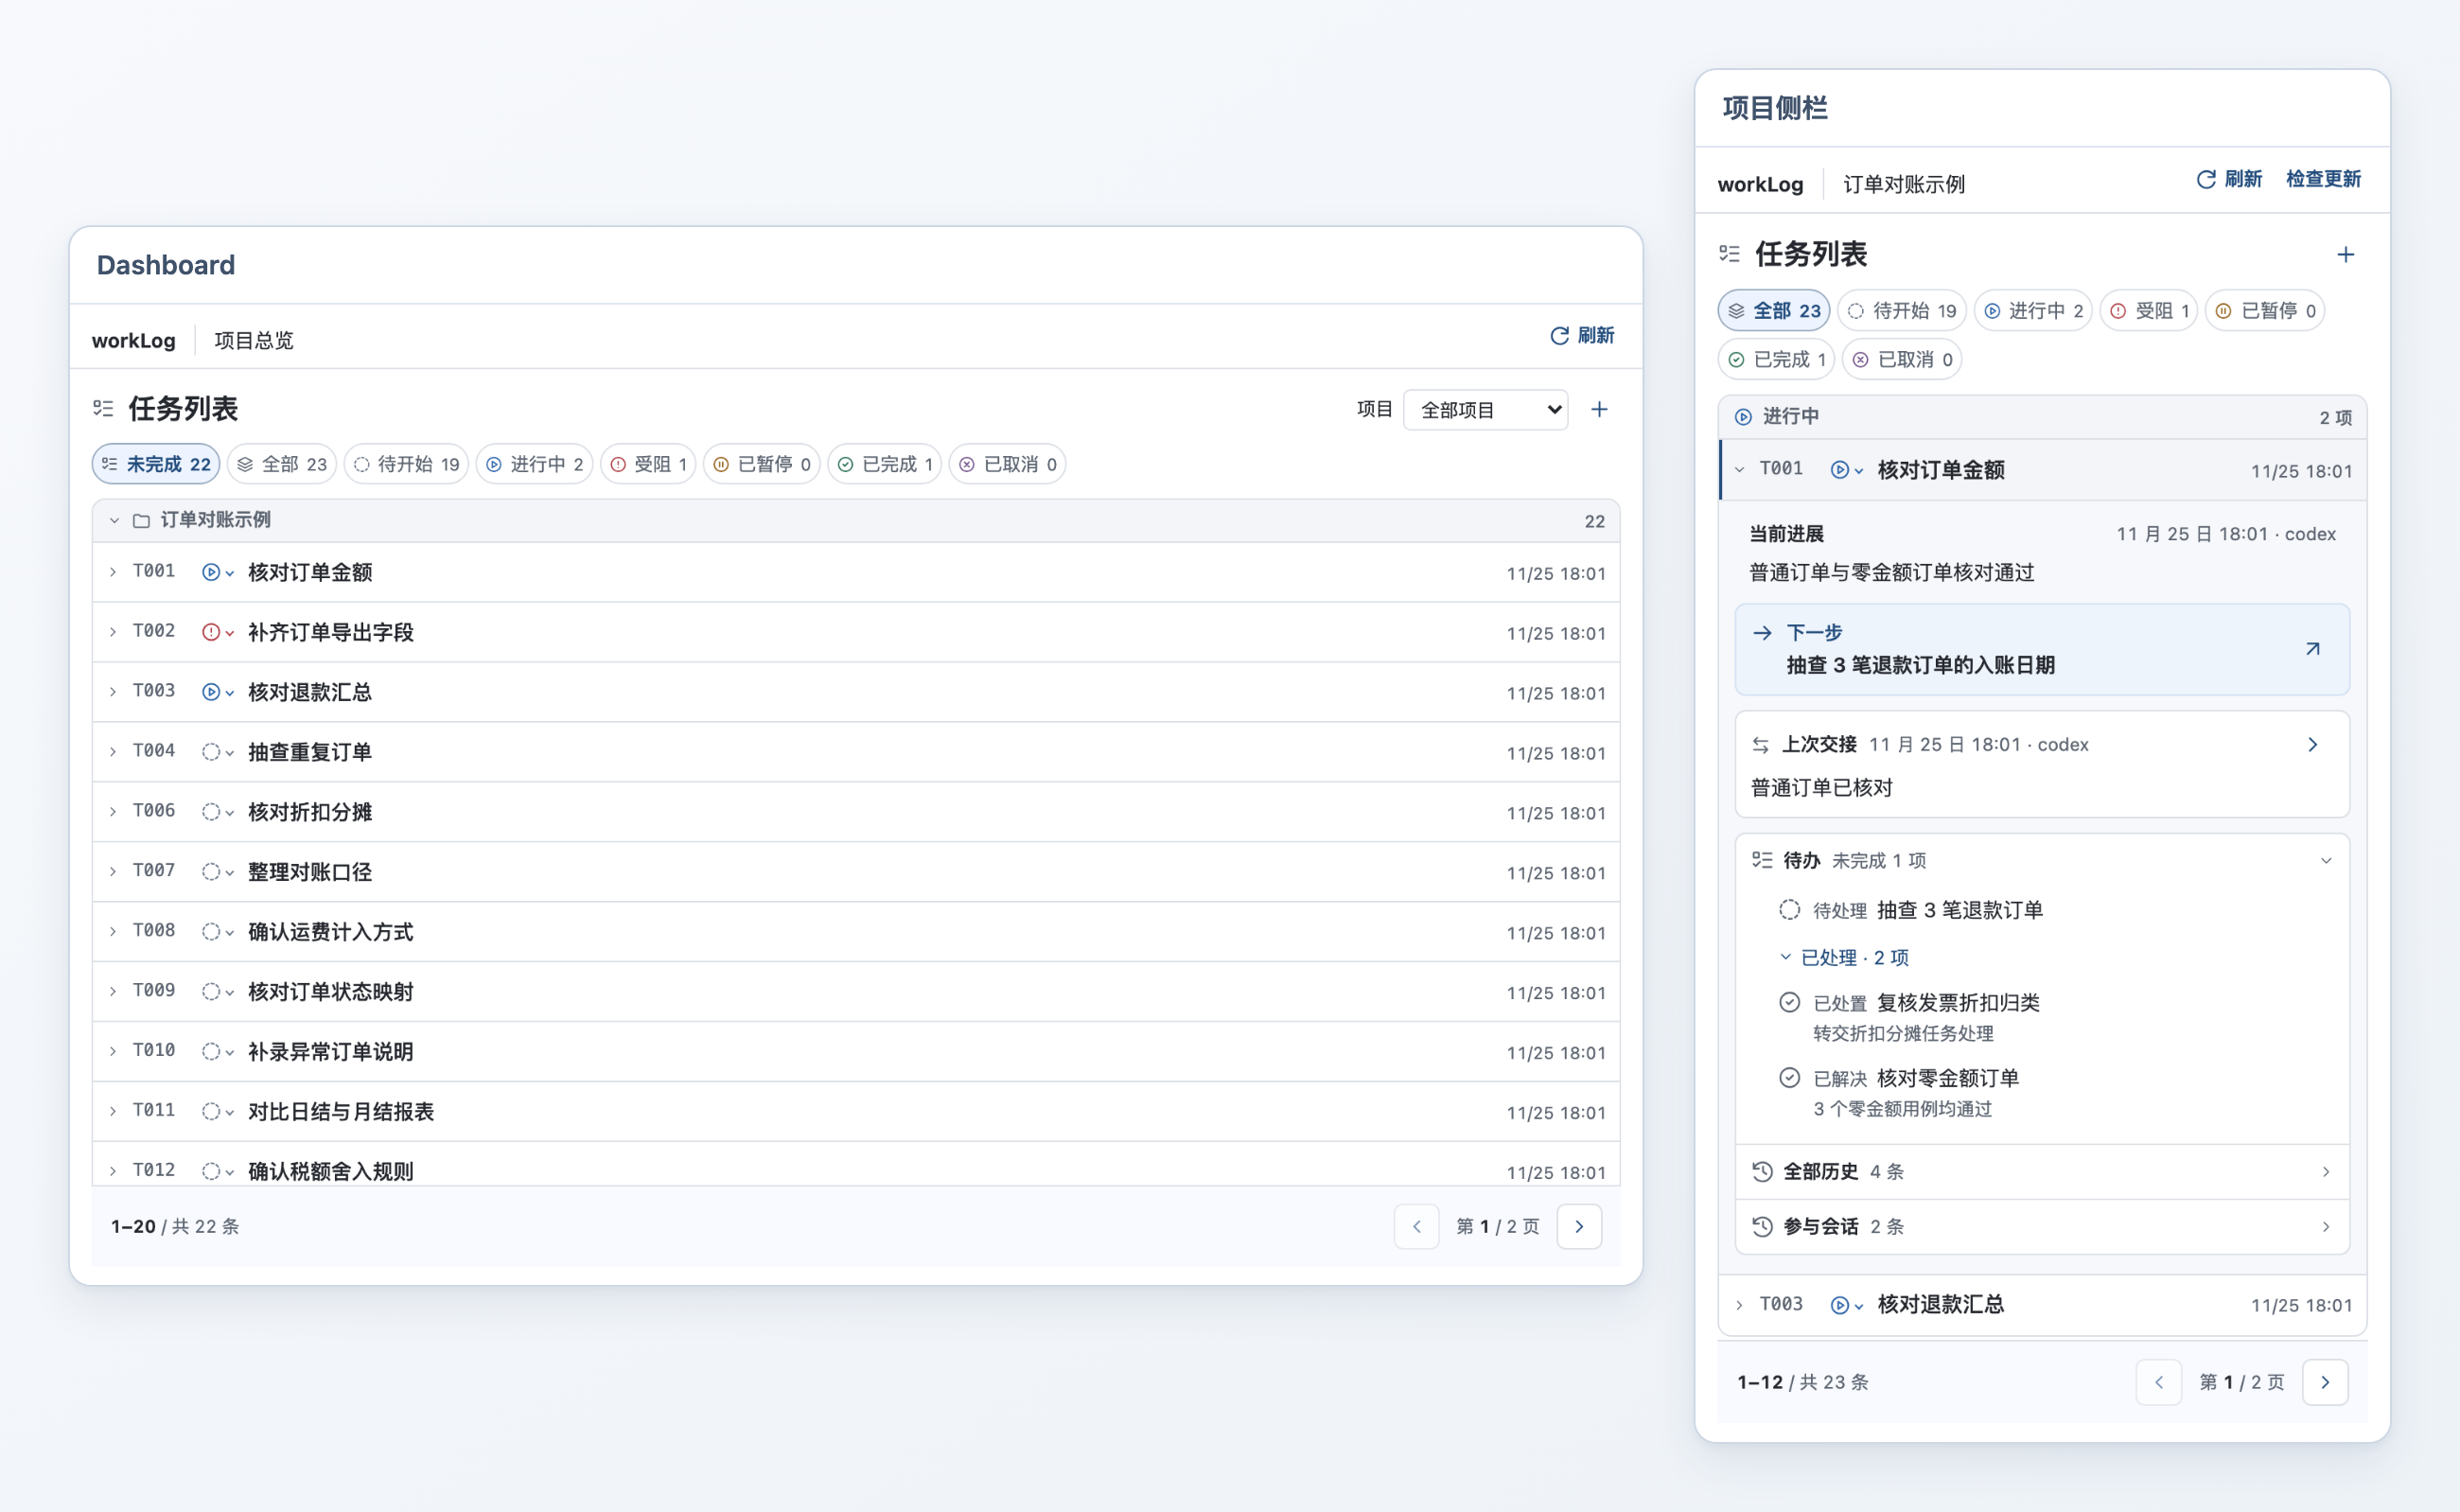 Dashboard
workLog 项目总览 刷新
任务列表 项目 全部项目
未完成 22 全部 23 待开始 19 进行中 2 受阻 1 已暂停 0 已完成 1 已取消 0
订单对账示例 22
T001 核对订单金额 11/25 18:01
T002 补齐订单导出字段 11/25 18:01
T003 核对退款汇总 11/25 18:01
T004 抽查重复订单 11/25 18:01
T006 核对折扣分摊 11/25 18:01
T007 整理对账口径 11/25 18:01
T008 确认运费计入方式 11/25 18:01
T009 核对订单状态映射 11/25 18:01
T010 补录异常订单说明 11/25 18:01
T011 对比日结与月结报表 11/25 18:01
T012 确认税额舍入规则 11/25 18:01
1–20 / 共 22 条 第 1 / 2 页
项目侧栏
workLog 订单对账示例 刷新 检查更新
任务列表
全部 23 待开始 19 进行中 2 受阻 1 已暂停 0
已完成 1 已取消 0
进行中 2 项
T001 核对订单金额 11/25 18:01
当前进展 11 月 25 日 18:01 · codex
普通订单与零金额订单核对通过
下一步
抽查 3 笔退款订单的入账日期
上次交接 11 月 25 日 18:01 · codex
普通订单已核对
待办 未完成 1 项
待处理 抽查 3 笔退款订单
已处理 · 2 项
已处置 复核发票折扣归类
转交折扣分摊任务处理
已解决 核对零金额订单
3 个零金额用例均通过
全部历史 4 条
参与会话 2 条
T003 核对退款汇总 11/25 18:01
1–12 / 共 23 条 第 1 / 2 页